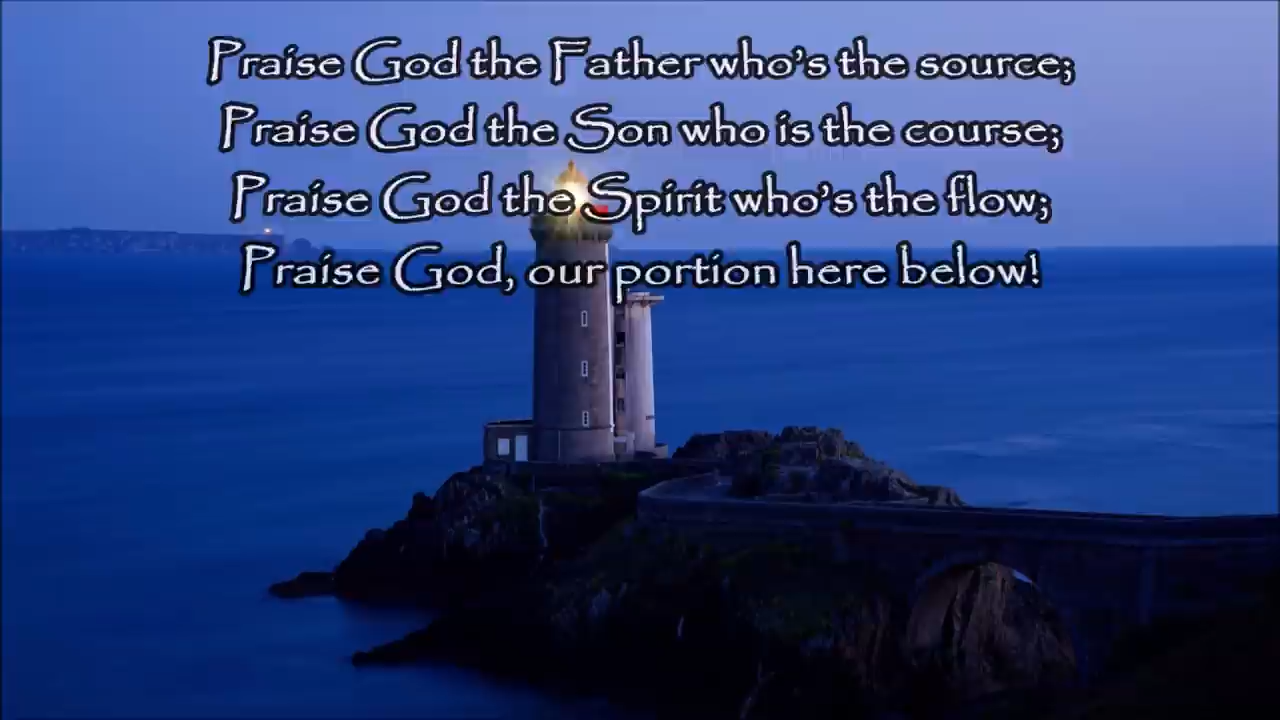 Praise God the Father who's the source;
Praise God the Son who is the course;
Praise God the Spirit who's the flow;
Praise God, our portion here below!